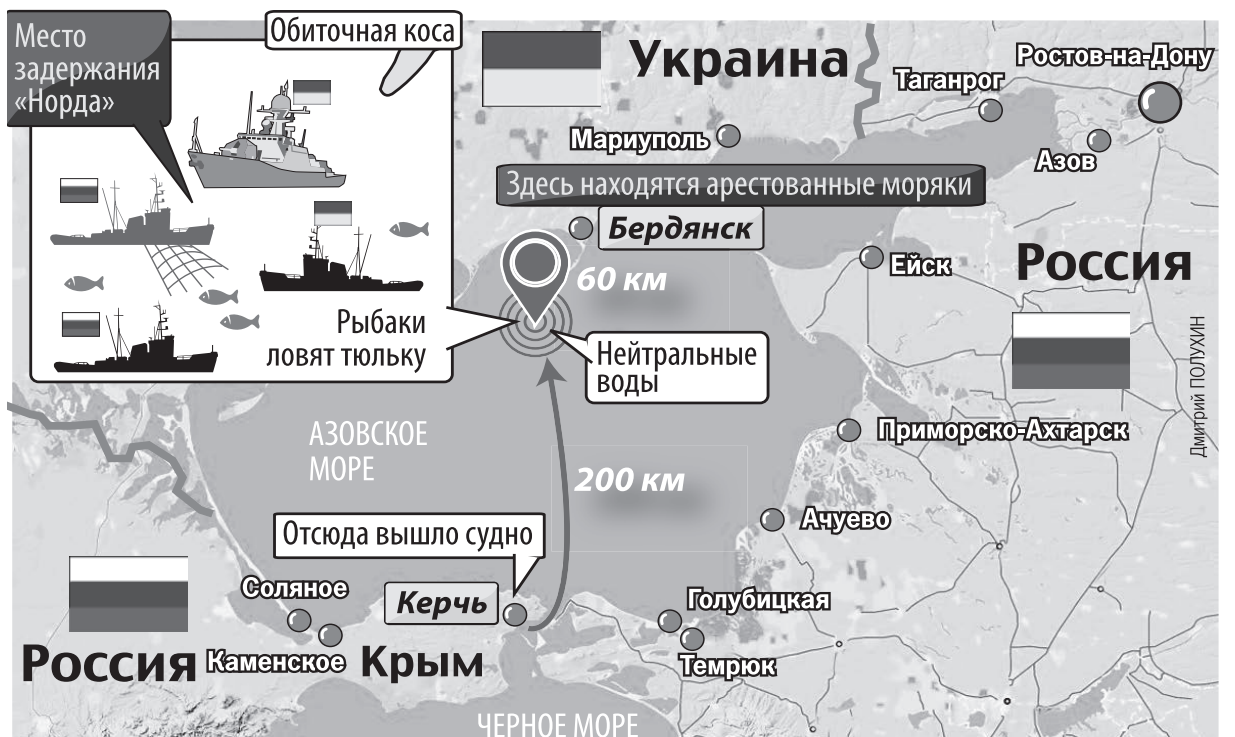 Место
задержания
«Норда»
Обиточная коса
Украина
Ростов-на-Дону
Таганрог
Мариуполь
Азов
Здесь находятся арестованные моряки
Бердянск
Ейск
Россия
60 км
Рыбаки
ловят тюльку
Нейтральные
воды
Дмитрий ПОЛУХИН
АЗОВСКОЕ
МОРЕ
Приморско-Ахтарск
200 км
Ачуево
Отсюда вышло судно
Соляное
Керчь
Голубицкая
Россия
Каменское
Крым
Темрюк
ЧЕРНОЕ МОРЕ